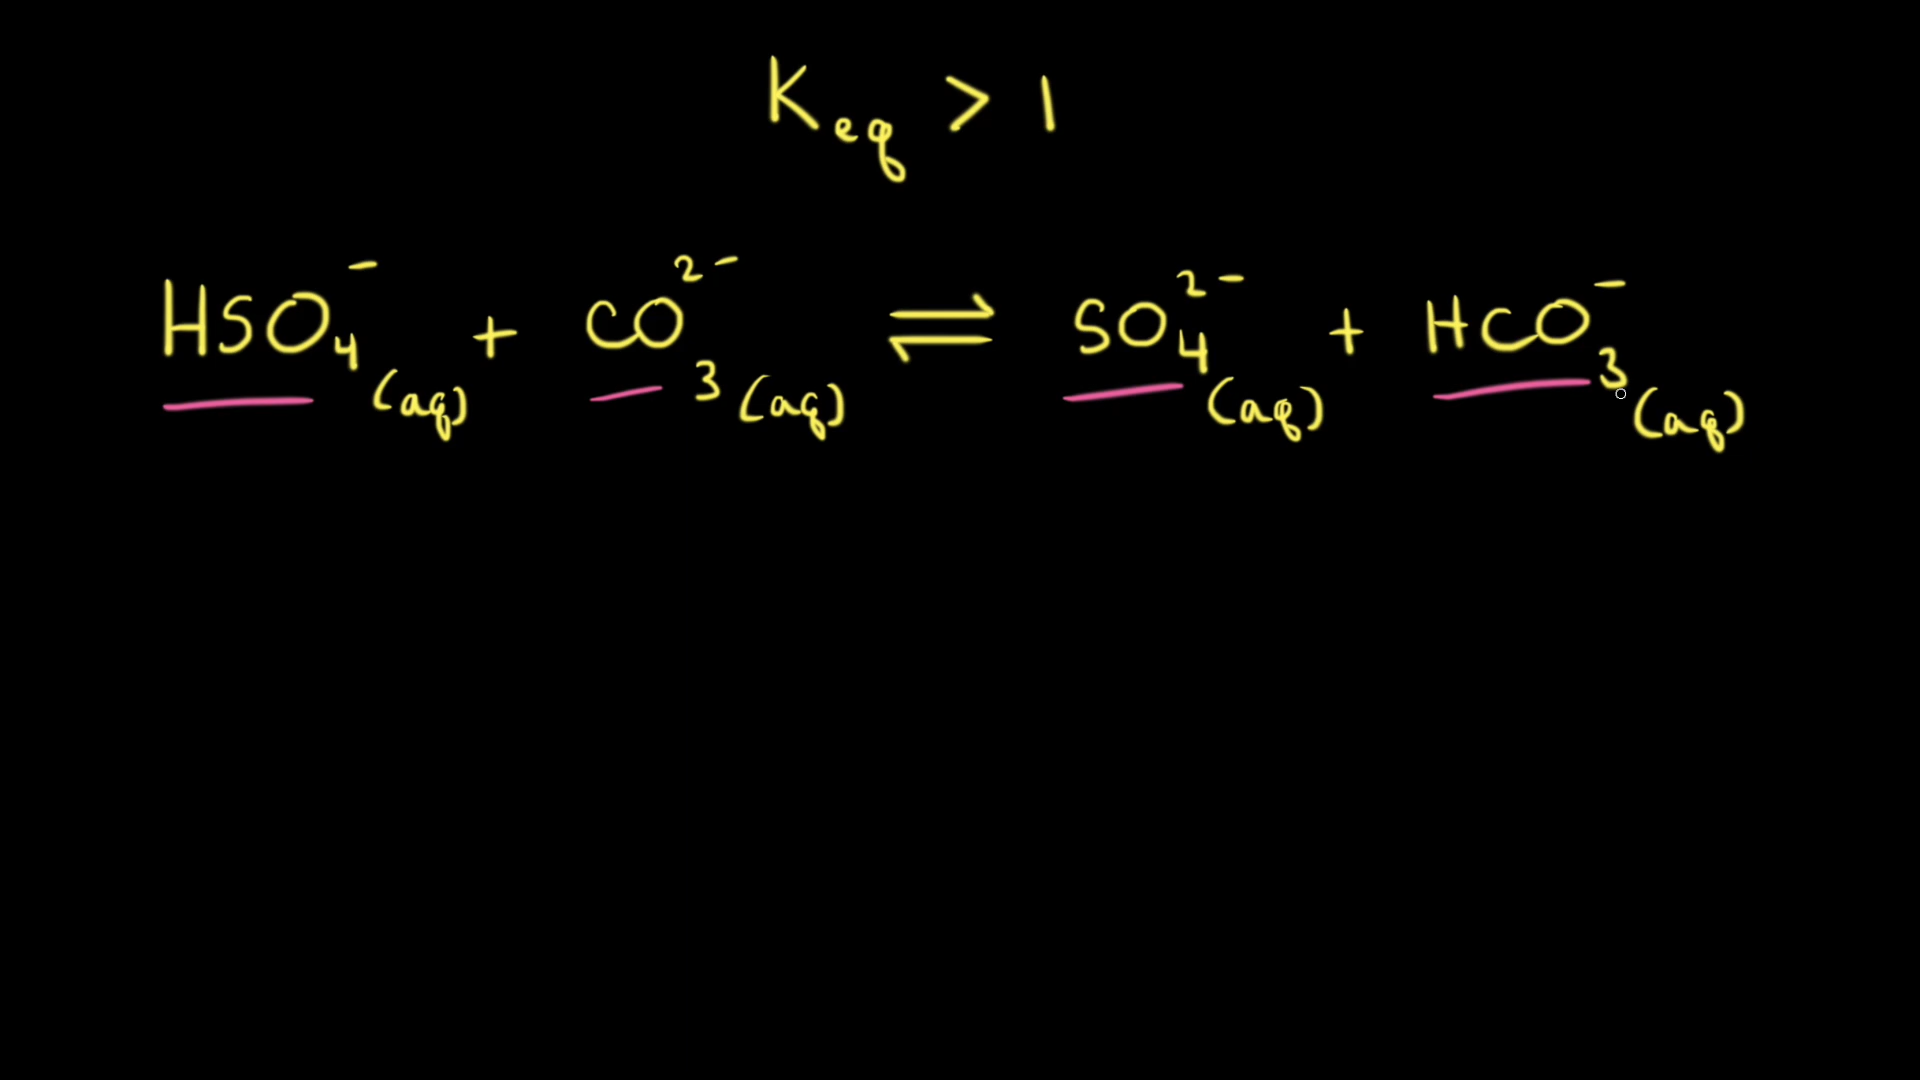 Keq > 1
HSO₄⁻(aq) + CO₃²⁻(aq) ⇌ SO₄²⁻(aq) + HCO₃⁻(aq)